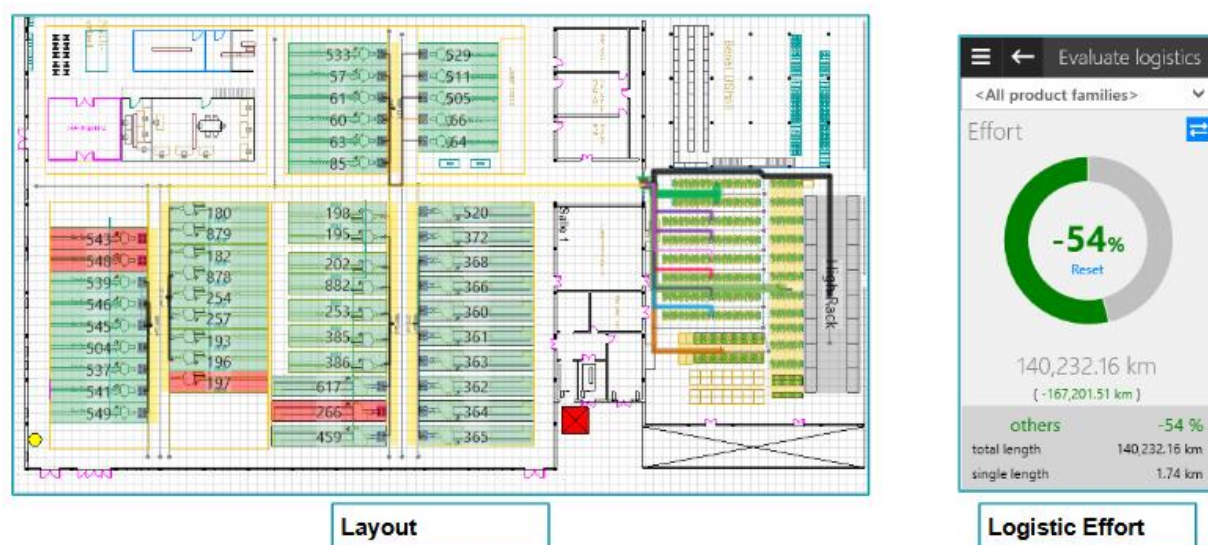 533 529
57 511
61 505
60 66
63 64
85
180 198 520
543 879 195 372
548 182 202 368
539 878 882 366
546 254 253 360
545 257 385 361
504 193 386 363
537 196 617 362
541 197 266 364
549 459 365
Salle 1
High Rack
Layout
Evaluate logistics
<All product families>
Effort
-54%
Reset
140,232.16 km
( -167,201.51 km )
others -54 %
total length 140,232.16 km
single length 1.74 km
Logistic Effort